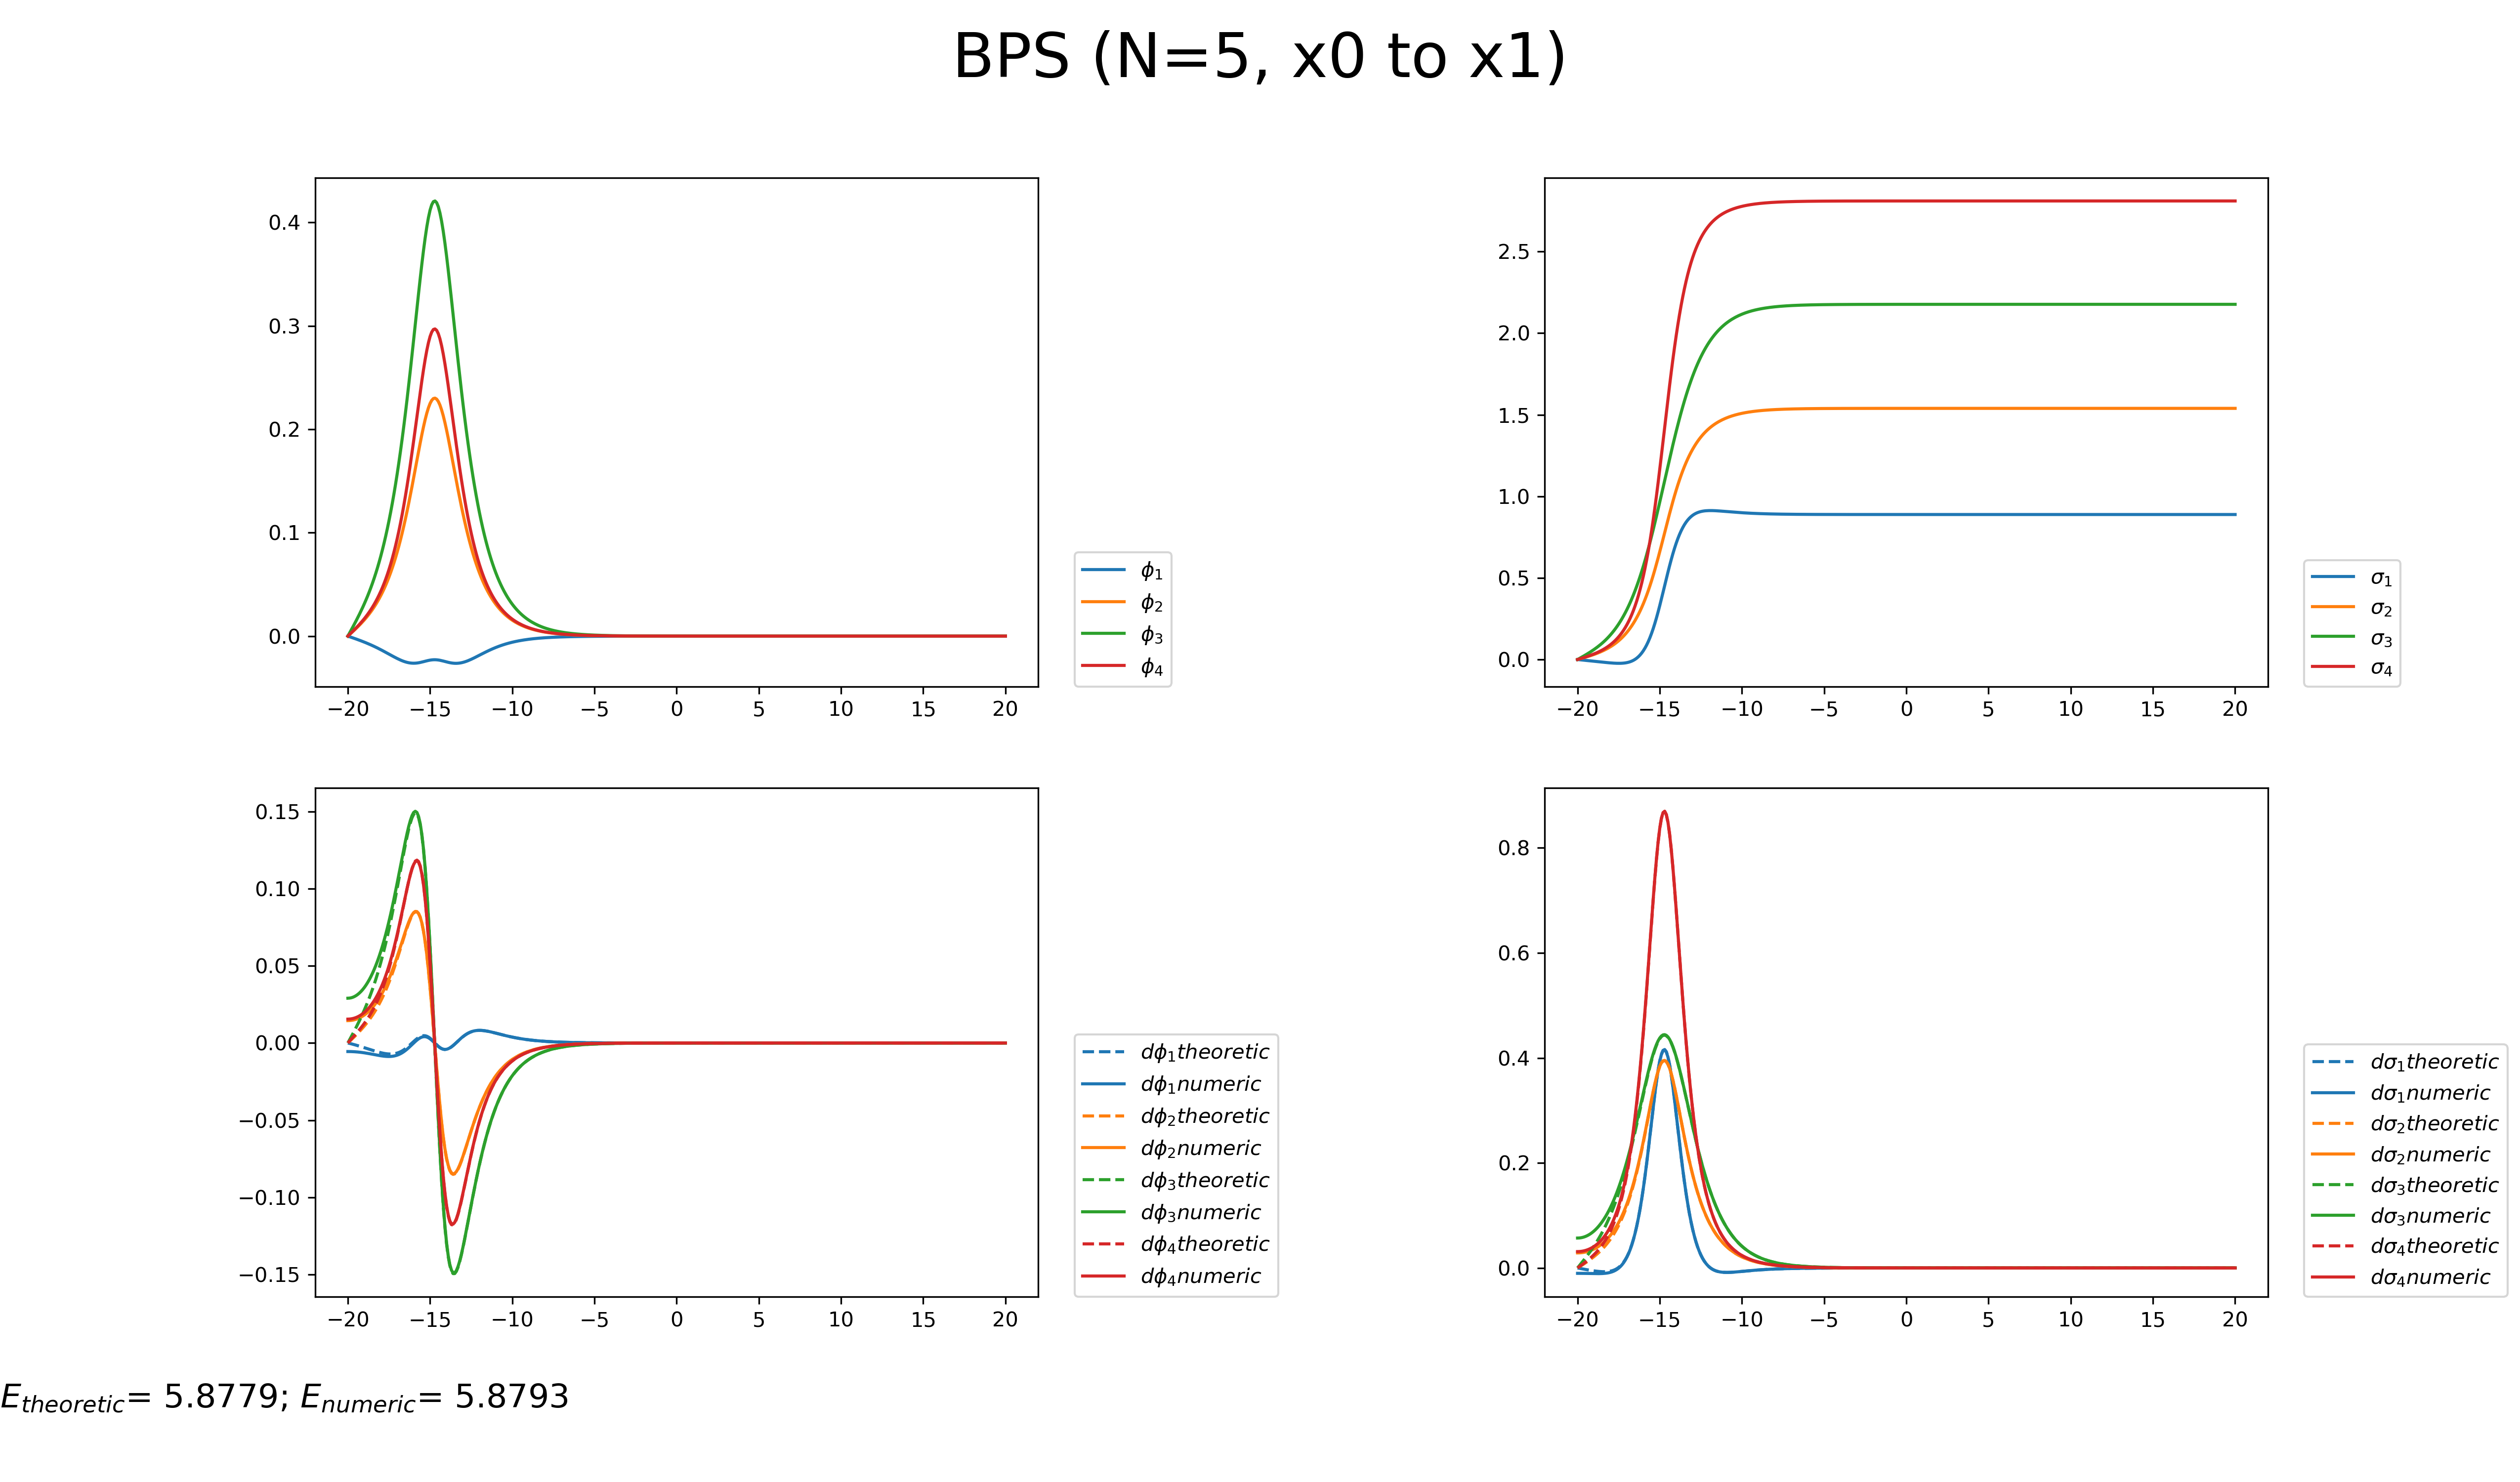 BPS (N=5, x0 to x1)
0.4
0.3
0.2
0.1
0.0
−20 −15 −10 −5 0 5 10 15 20
ϕ1
ϕ2
ϕ3
ϕ4
2.5
2.0
1.5
1.0
0.5
0.0
−20 −15 −10 −5 0 5 10 15 20
σ1
σ2
σ3
σ4
0.15
0.10
0.05
0.00
−0.05
−0.10
−0.15
−20 −15 −10 −5 0 5 10 15 20
dϕ1theoretic
dϕ1numeric
dϕ2theoretic
dϕ2numeric
dϕ3theoretic
dϕ3numeric
dϕ4theoretic
dϕ4numeric
0.8
0.6
0.4
0.2
0.0
−20 −15 −10 −5 0 5 10 15 20
dσ1theoretic
dσ1numeric
dσ2theoretic
dσ2numeric
dσ3theoretic
dσ3numeric
dσ4theoretic
dσ4numeric
Etheoretic= 5.8779; Enumeric= 5.8793